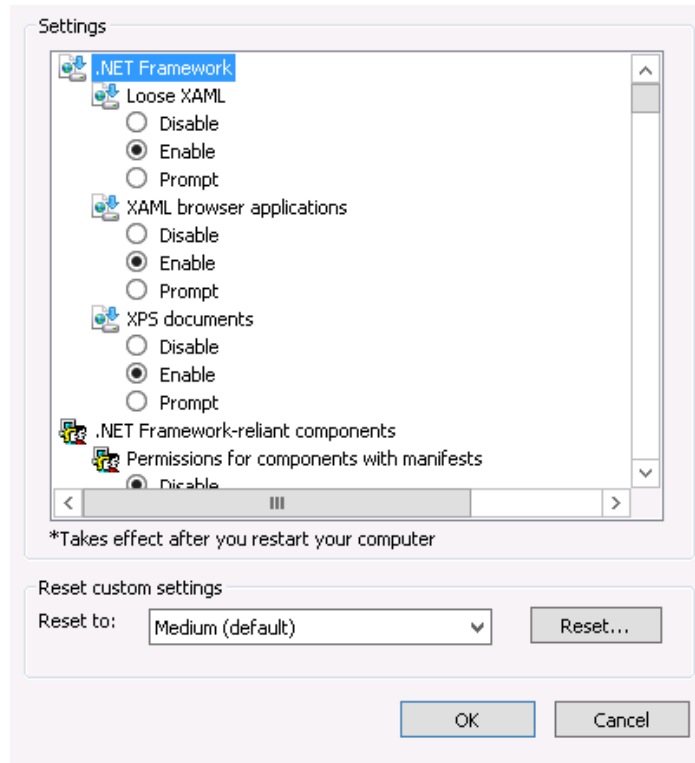 Settings
.NET Framework
Loose XAML
Disable
Enable
Prompt
XAML browser applications
Disable
Enable
Prompt
XPS documents
Disable
Enable
Prompt
.NET Framework-reliant components
Permissions for components with manifests
Disable
*Takes effect after you restart your computer
Reset custom settings
Reset to: Medium (default) Reset...
OK Cancel